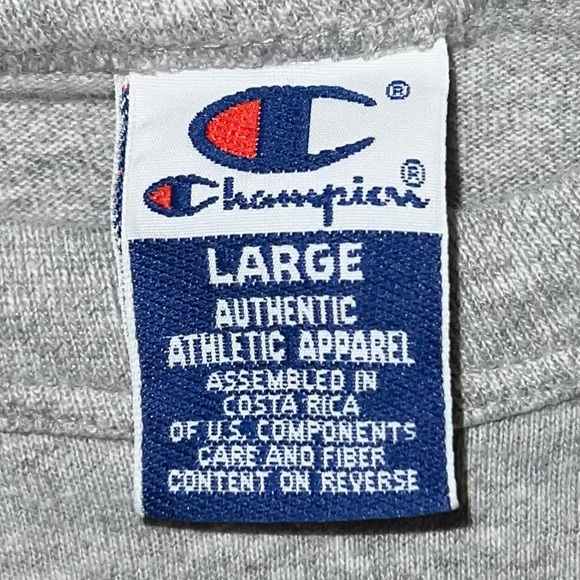 C®
Champion®
LARGE
AUTHENTIC
ATHLETIC APPAREL
ASSEMBLED IN
COSTA RICA
OF U.S. COMPONENTS
CARE AND FIBER
CONTENT ON REVERSE